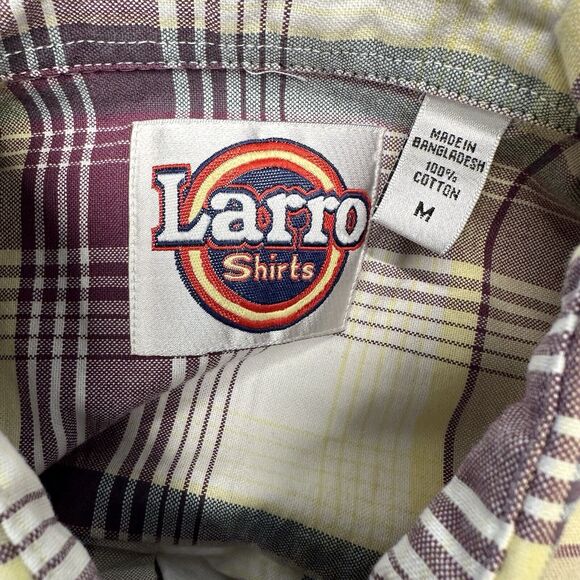 Larro
Shirts
MADE IN
BANGLADESH
100%
COTTON
M